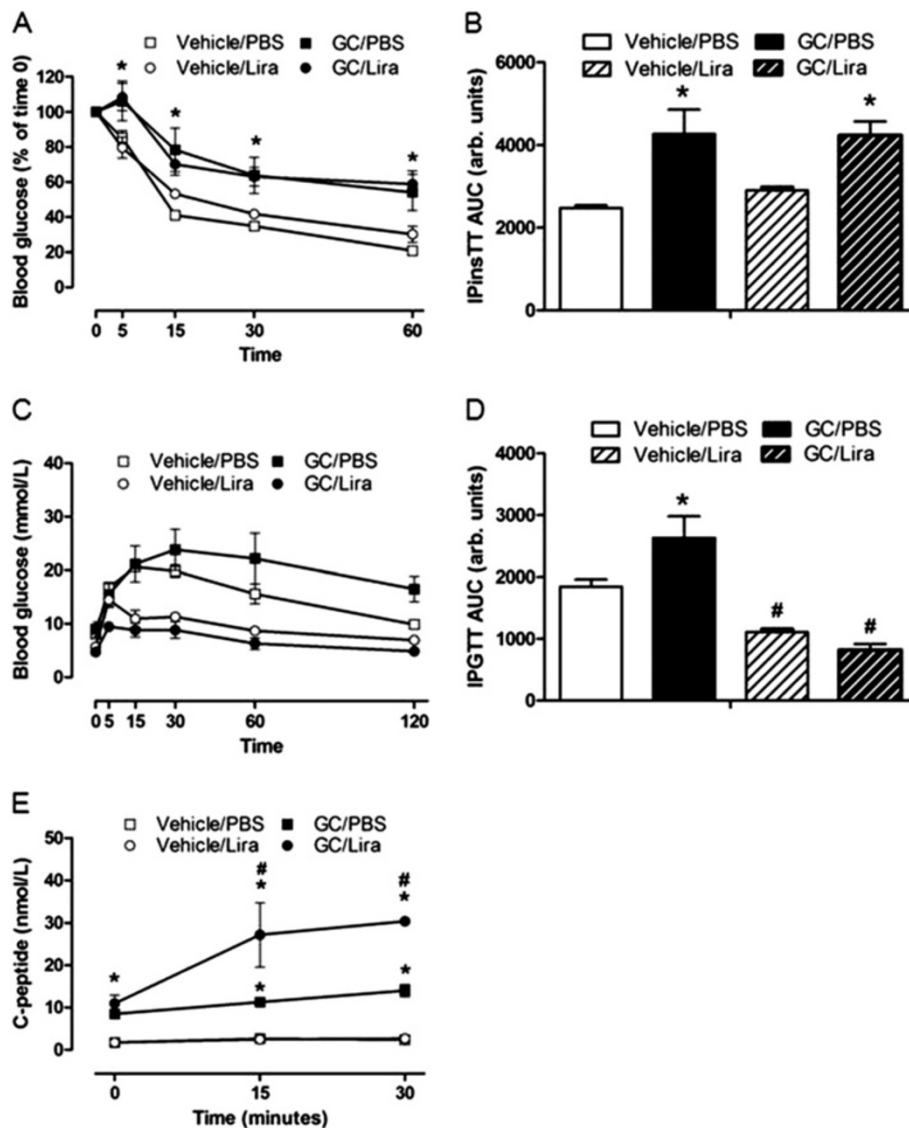 A
Vehicle/PBS GC/PBS
Vehicle/Lira GC/Lira
Blood glucose (% of time 0)
120
100
80
60
40
20
0
* * * *
0 5 15 30 60
Time
B
Vehicle/PBS GC/PBS
Vehicle/Lira GC/Lira
IPinsTT AUC (arb. units)
6000
4000
2000
0
* *
C
Vehicle/PBS GC/PBS
Vehicle/Lira GC/Lira
Blood glucose (mmol/L)
40
30
20
10
0
0 5 15 30 60 120
Time
D
Vehicle/PBS GC/PBS
Vehicle/Lira GC/Lira
IPGTT AUC (arb. units)
4000
3000
2000
1000
0
* # #
E
Vehicle/PBS GC/PBS
Vehicle/Lira GC/Lira
C-peptide (nmol/L)
50
40
30
20
10
0
# #
* *
* * *
0 15 30
Time (minutes)